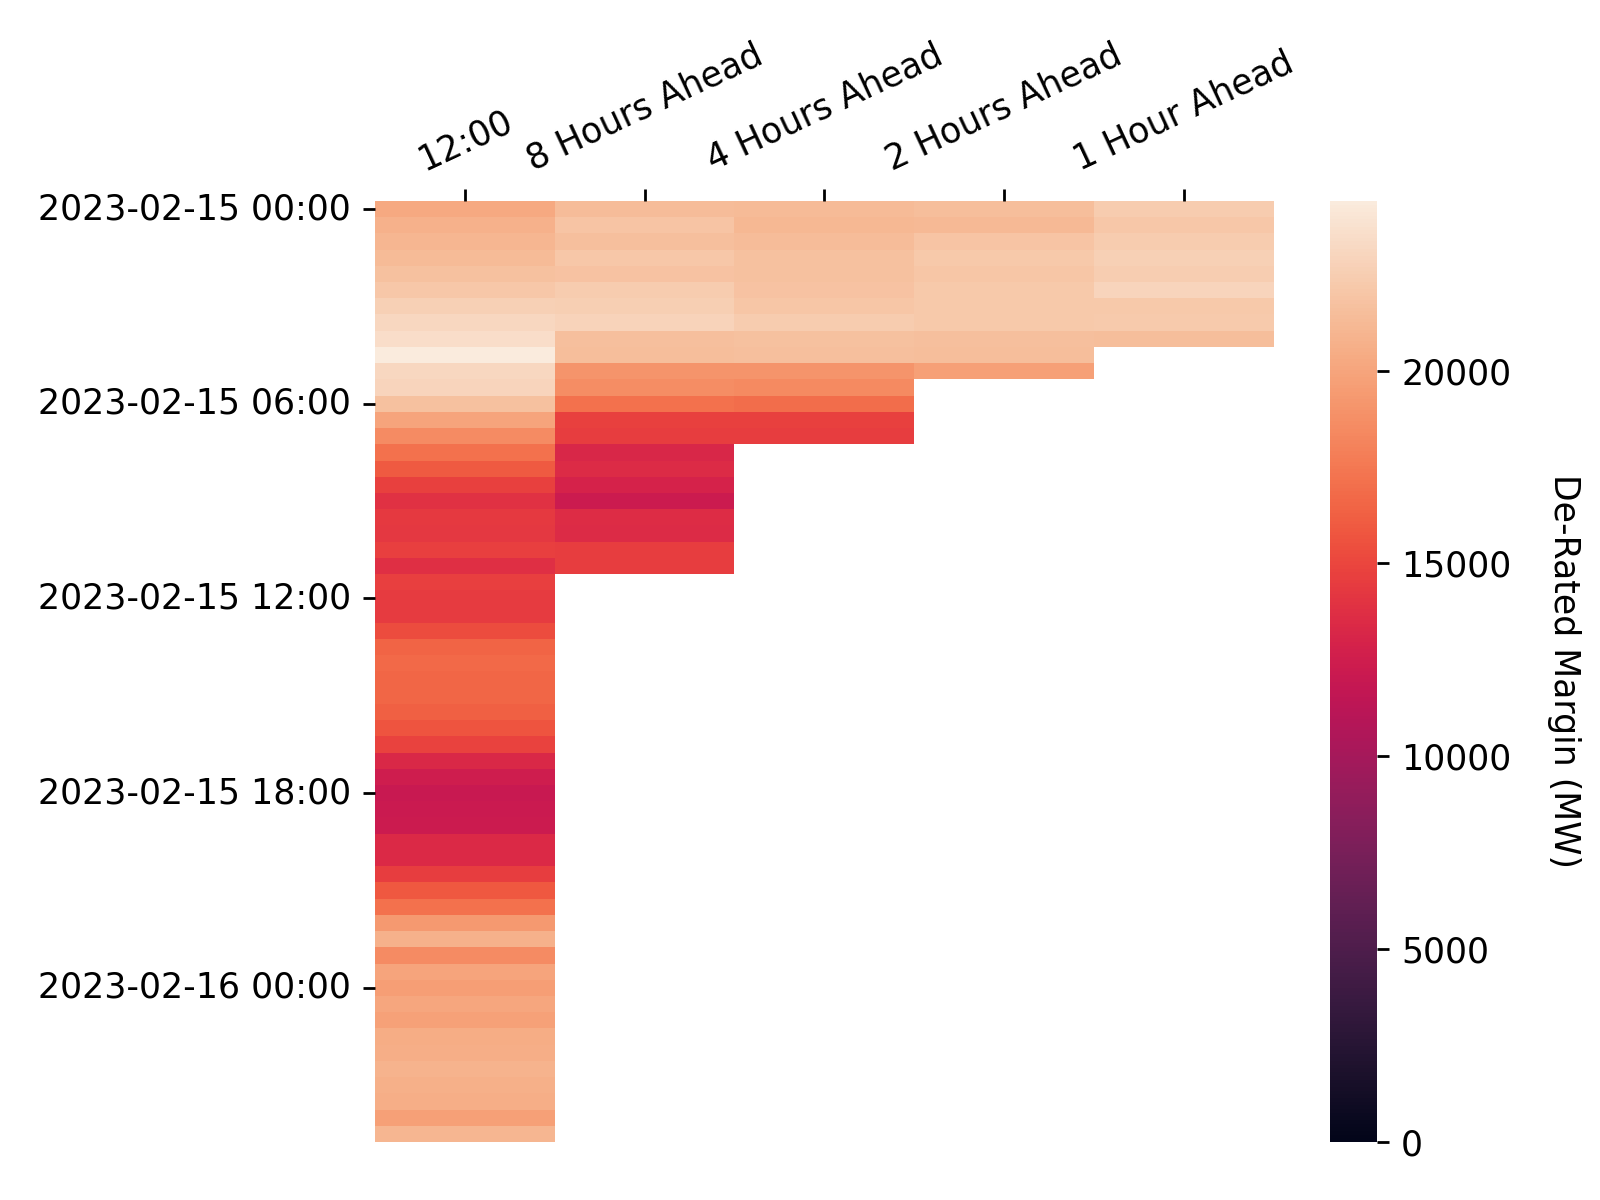 12:00
8 Hours Ahead
4 Hours Ahead
2 Hours Ahead
1 Hour Ahead
2023-02-15 00:00
2023-02-15 06:00
2023-02-15 12:00
2023-02-15 18:00
2023-02-16 00:00
20000
15000
10000
5000
0
De-Rated Margin (MW)